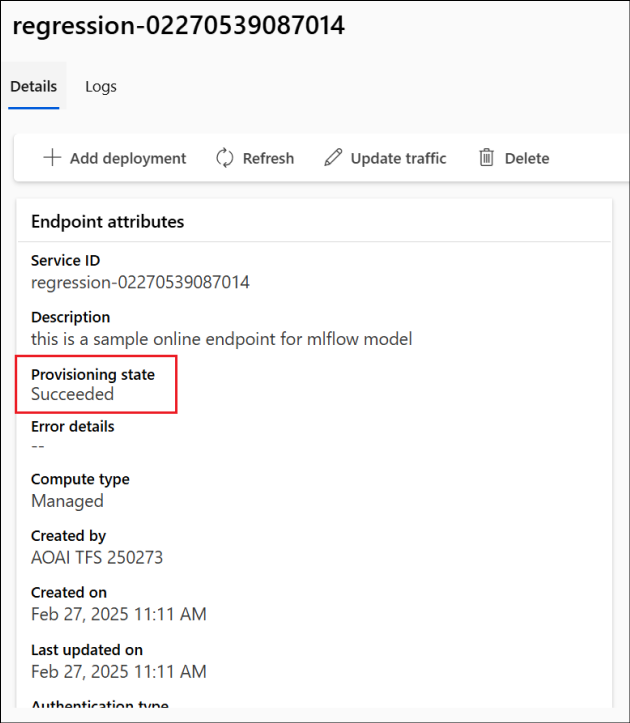 regression-02270539087014
Details
Logs
Add deployment
Refresh
Update traffic
Delete
Endpoint attributes
Service ID
regression-02270539087014
Description
this is a sample online endpoint for mlflow model
Provisioning state
Succeeded
Error details
--
Compute type
Managed
Created by
AOAI TFS 250273
Created on
Feb 27, 2025 11:11 AM
Last updated on
Feb 27, 2025 11:11 AM
Authentication type